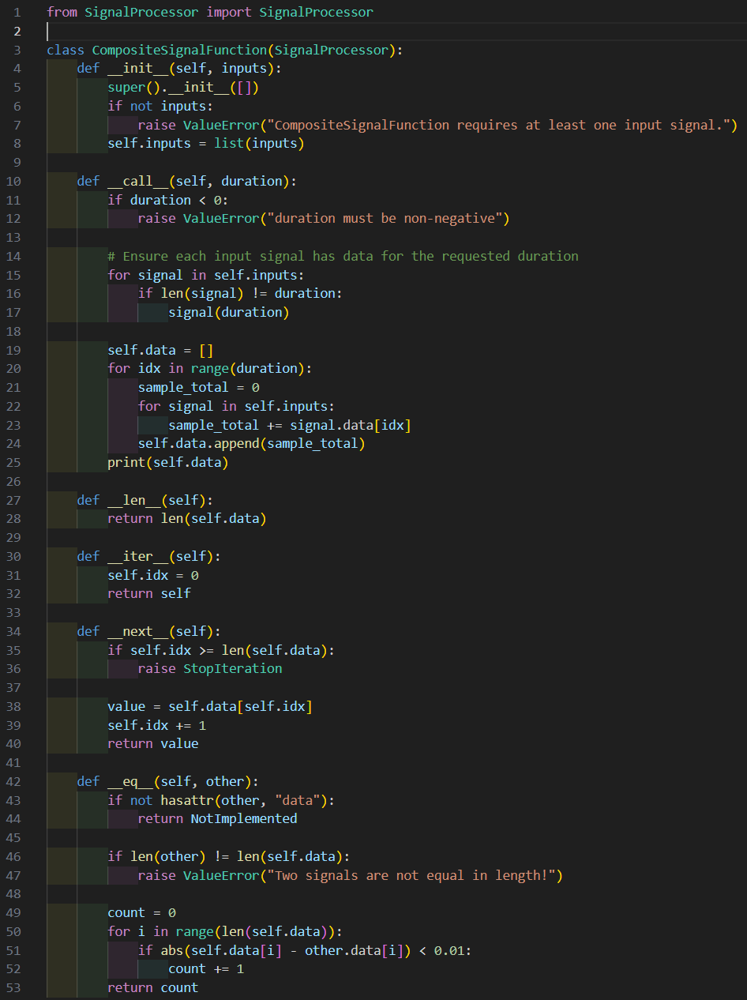 1 from SignalProcessor import SignalProcessor
2
3 class CompositeSignalFunction(SignalProcessor):
4     def __init__(self, inputs):
5         super().__init__([])
6         if not inputs:
7             raise ValueError("CompositeSignalFunction requires at least one input signal.")
8         self.inputs = list(inputs)
9
10     def __call__(self, duration):
11         if duration < 0:
12             raise ValueError("duration must be non-negative")
13
14         # Ensure each input signal has data for the requested duration
15         for signal in self.inputs:
16             if len(signal) != duration:
17                 signal(duration)
18
19         self.data = []
20         for idx in range(duration):
21             sample_total = 0
22             for signal in self.inputs:
23                 sample_total += signal.data[idx]
24             self.data.append(sample_total)
25         print(self.data)
26
27     def __len__(self):
28         return len(self.data)
29
30     def __iter__(self):
31         self.idx = 0
32         return self
33
34     def __next__(self):
35         if self.idx >= len(self.data):
36             raise StopIteration
37
38         value = self.data[self.idx]
39         self.idx += 1
40         return value
41
42     def __eq__(self, other):
43         if not hasattr(other, "data"):
44             return NotImplemented
45
46         if len(other) != len(self.data):
47             raise ValueError("Two signals are not equal in length!")
48
49         count = 0
50         for i in range(len(self.data)):
51             if abs(self.data[i] - other.data[i]) < 0.01:
52                 count += 1
53         return count